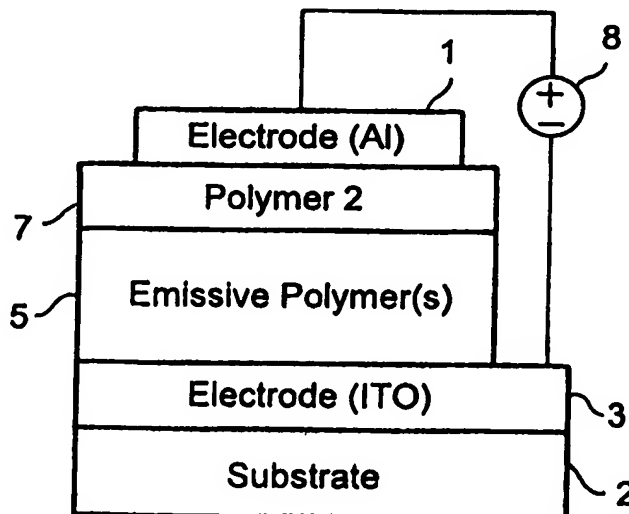 1
8
+
−
Electrode (Al)
Polymer 2
7
Emissive Polymer(s)
5
Electrode (ITO)
3
Substrate
2